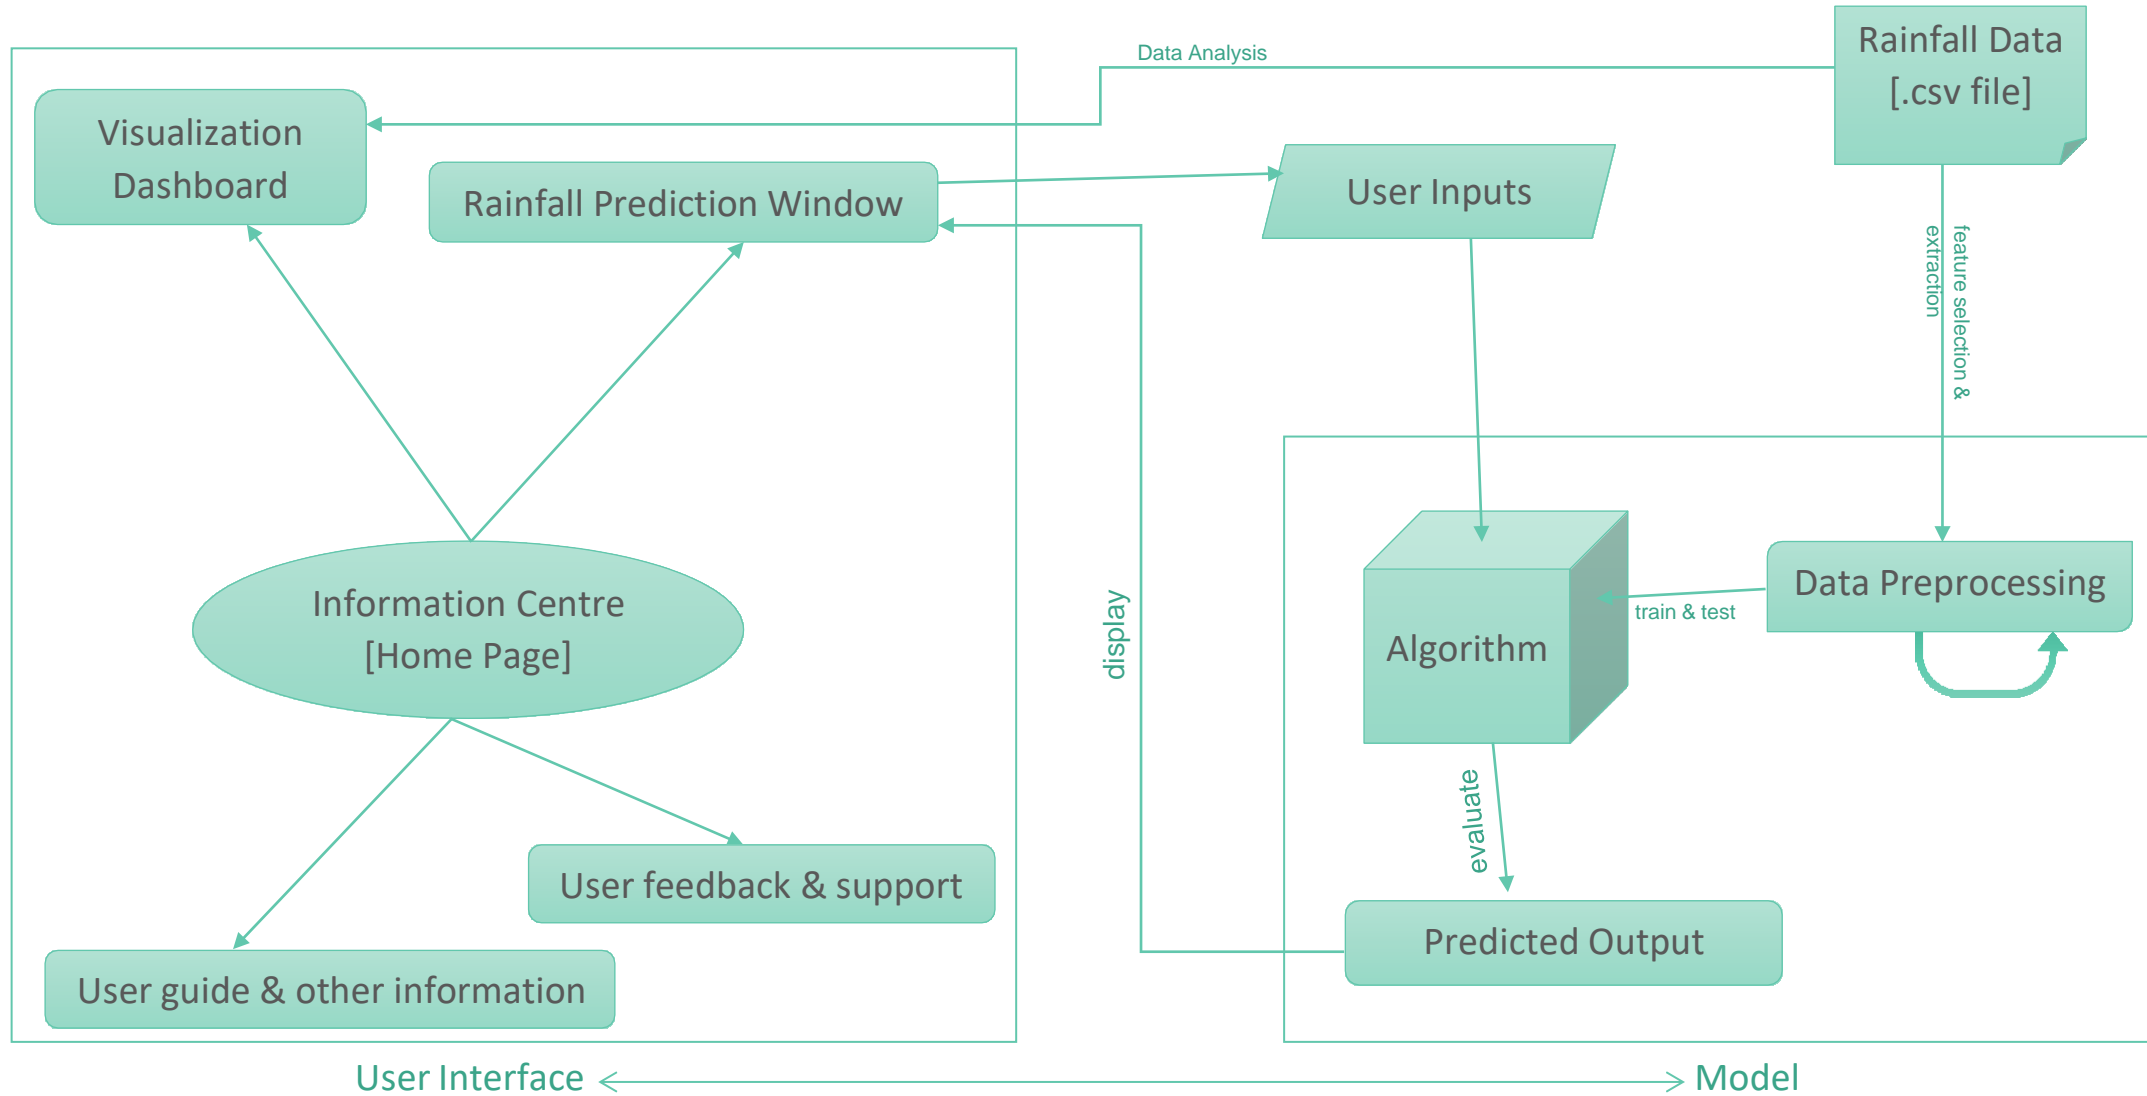 Data Analysis
Rainfall Data
[.csv file]
Visualization
Dashboard
Rainfall Prediction Window
User Inputs
feature selection &
extraction
Information Centre
[Home Page]
display
Algorithm
train & test
Data Preprocessing
evaluate
User feedback & support
Predicted Output
User guide & other information
User Interface
Model